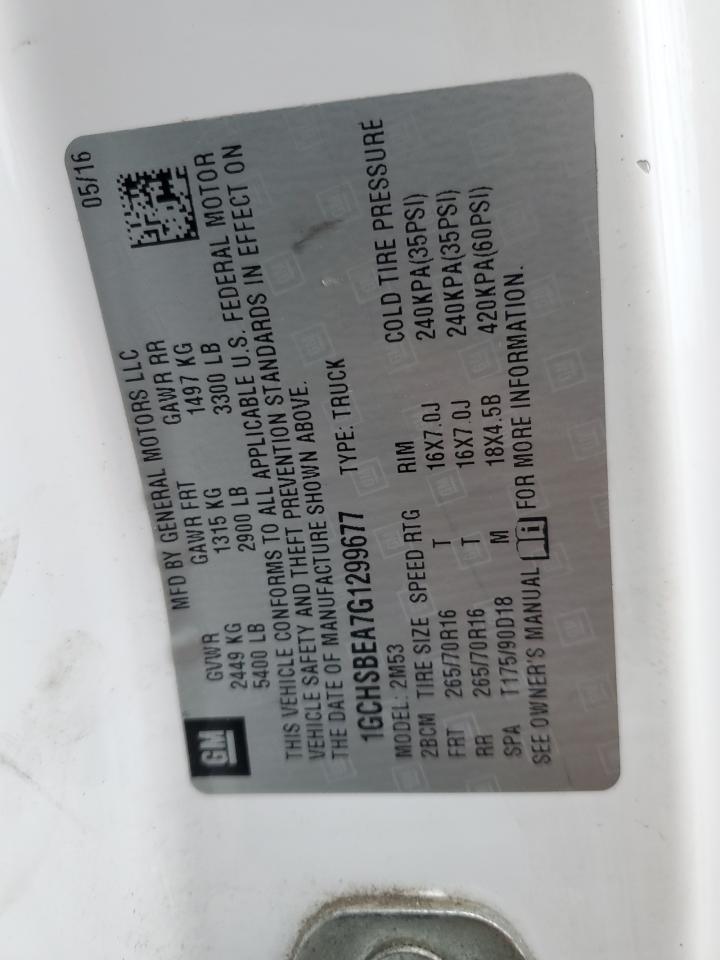 05/16
GM
MFD BY GENERAL MOTORS LLC
GVWR GAWR FRT GAWR RR
2449 KG 1315 KG 1497 KG
5400 LB 2900 LB 3300 LB
THIS VEHICLE CONFORMS TO ALL APPLICABLE U.S. FEDERAL MOTOR
VEHICLE SAFETY AND THEFT PREVENTION STANDARDS IN EFFECT ON
THE DATE OF MANUFACTURE SHOWN ABOVE.
1GCHSBEA7G1299677 TYPE: TRUCK
MODEL: 2M53
2BCM TIRE SIZE SPEED RTG RIM COLD TIRE PRESSURE
FRT 265/70R16 T 16X7.0J 240KPA(35PSI)
RR 265/70R16 T 16X7.0J 240KPA(35PSI)
SPA T175/90D18 M 18X4.5B 420KPA(60PSI)
SEE OWNER'S MANUAL i FOR MORE INFORMATION.